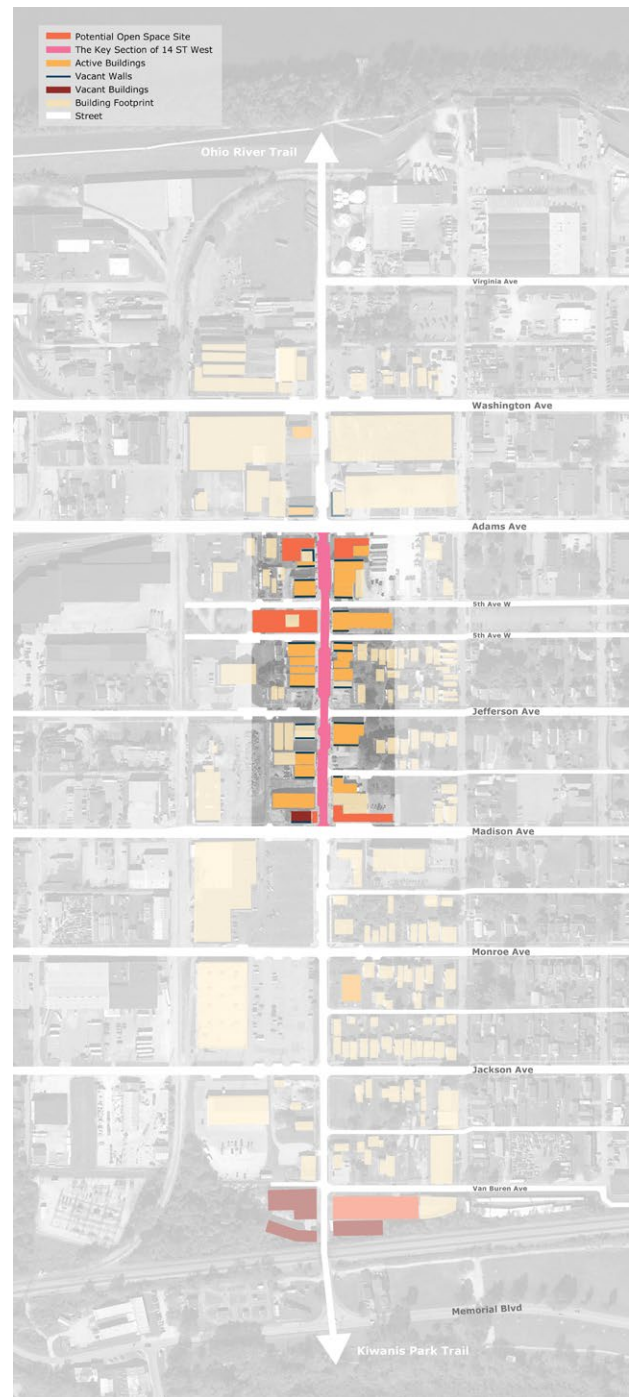 Potential Open Space Site
The Key Section of 14 ST West
Active Buildings
Vacant Walls
Vacant Buildings
Building Footprint
Street
Ohio River Trail
Virginia Ave
Washington Ave
Adams Ave
5th Ave W
5th Ave W
Jefferson Ave
Madison Ave
Monroe Ave
Jackson Ave
Van Buren Ave
Memorial Blvd
Kiwanis Park Trail